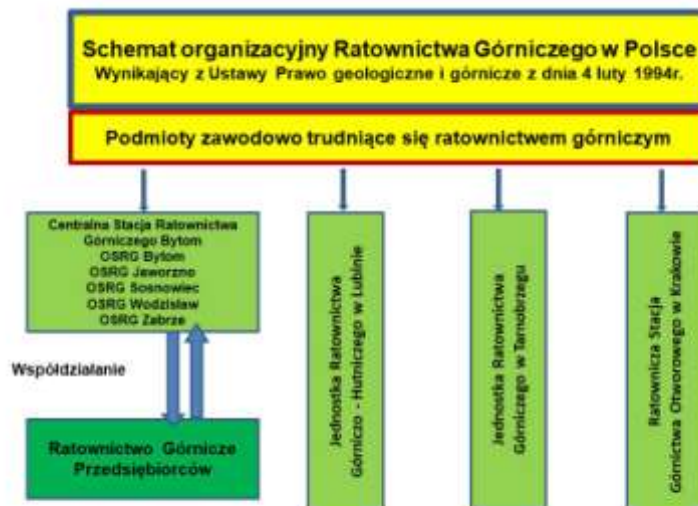 Schemat organizacyjny Ratownictwa Górniczego w Polsce
Wynikający z Ustawy Prawo geologiczne i górnicze z dnia 4 luty 1994r.
Podmioty zawodowo trudniące się ratownictwem górniczym
Centralna Stacja Ratownictwa
Górniczego Bytom
OSRG Bytom
OSRG Jaworzno
OSRG Sosnowiec
OSRG Wodzisław
OSRG Zabrze
Współdziałanie
Ratownictwo Górnicze
Przedsiębiorców
Jednostka Ratownictwa
Górniczo - Hutniczego w Lubinie
Jednostka Ratownictwa
Górniczego w Tarnobrzegu
Ratownicza Stacja
Górnictwa Otworowego w Krakowie